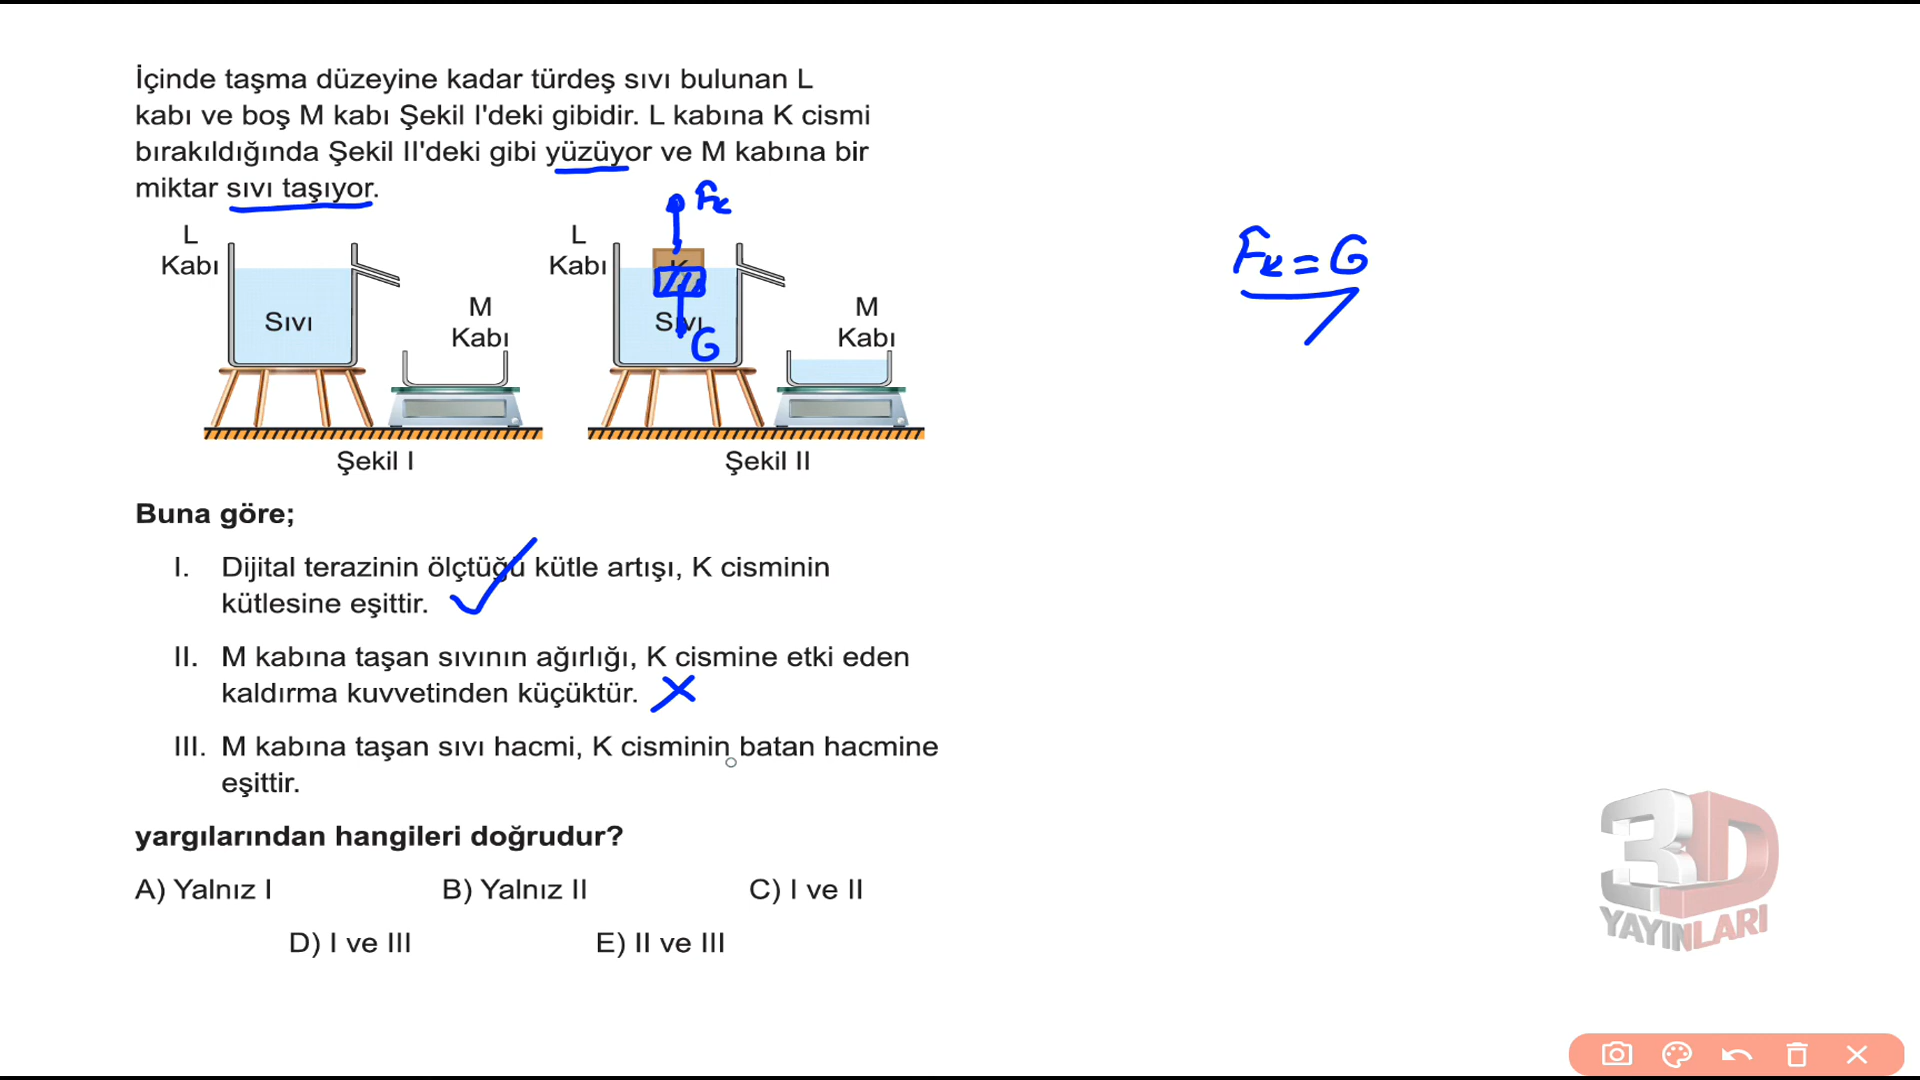 İçinde taşma düzeyine kadar türdeş sıvı bulunan L
kabı ve boş M kabı Şekil I'deki gibidir. L kabına K cismi
bırakıldığında Şekil II'deki gibi yüzüyor ve M kabına bir
miktar sıvı taşıyor.
L
Kabı
Sıvı
M
Kabı
Şekil I
Fk
L
Kabı
K
Sıvı
G
M
Kabı
Şekil II
Fk = G
Buna göre;
I. Dijital terazinin ölçtüğü kütle artışı, K cisminin
kütlesine eşittir.
II. M kabına taşan sıvının ağırlığı, K cismine etki eden
kaldırma kuvvetinden küçüktür.
III. M kabına taşan sıvı hacmi, K cisminin batan hacmine
eşittir.
yargılarından hangileri doğrudur?
A) Yalnız I B) Yalnız II C) I ve II
D) I ve III E) II ve III
3D
YAYINLARI